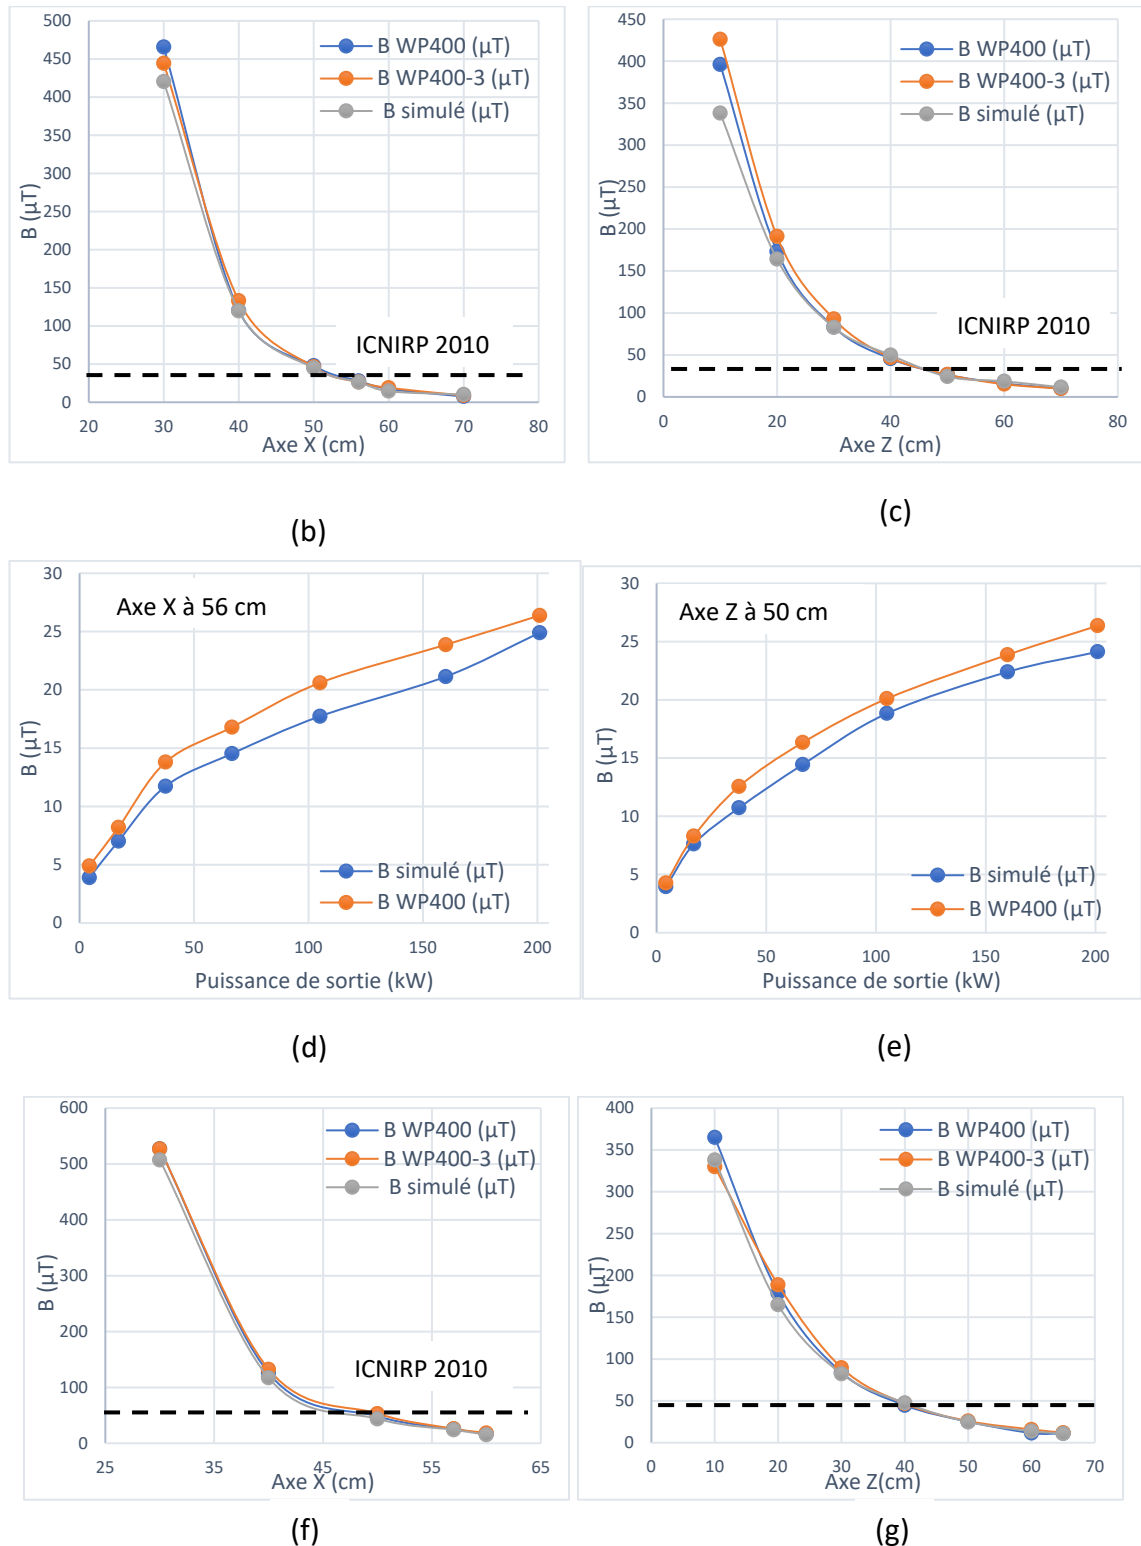 500
450
400
350
300
250
200
150
100
50
0
B (µT)
B WP400 (µT)
B WP400-3 (µT)
B simulé (µT)
ICNIRP 2010
20 30 40 50 60 70 80
Axe X (cm)
(b)
450
400
350
300
250
200
150
100
50
0
B (µT)
B WP400 (µT)
B WP400-3 (µT)
B simulé (µT)
ICNIRP 2010
0 20 40 60 80
Axe Z (cm)
(c)
30
25
20
15
10
5
0
B (µT)
Axe X à 56 cm
B simulé (µT)
B WP400 (µT)
0 50 100 150 200
Puissance de sortie (kW)
(d)
30
25
20
15
10
5
0
B (µT)
Axe Z à 50 cm
B simulé (µT)
B WP400 (µT)
0 50 100 150 200
Puissance de sortie (kW)
(e)
600
500
400
300
200
100
0
B (µT)
B WP400 (µT)
B WP400-3 (µT)
B simulé (µT)
ICNIRP 2010
25 35 45 55 65
Axe X (cm)
(f)
400
350
300
250
200
150
100
50
0
B (µT)
B WP400 (µT)
B WP400-3 (µT)
B simulé (µT)
0 10 20 30 40 50 60 70
Axe Z(cm)
(g)